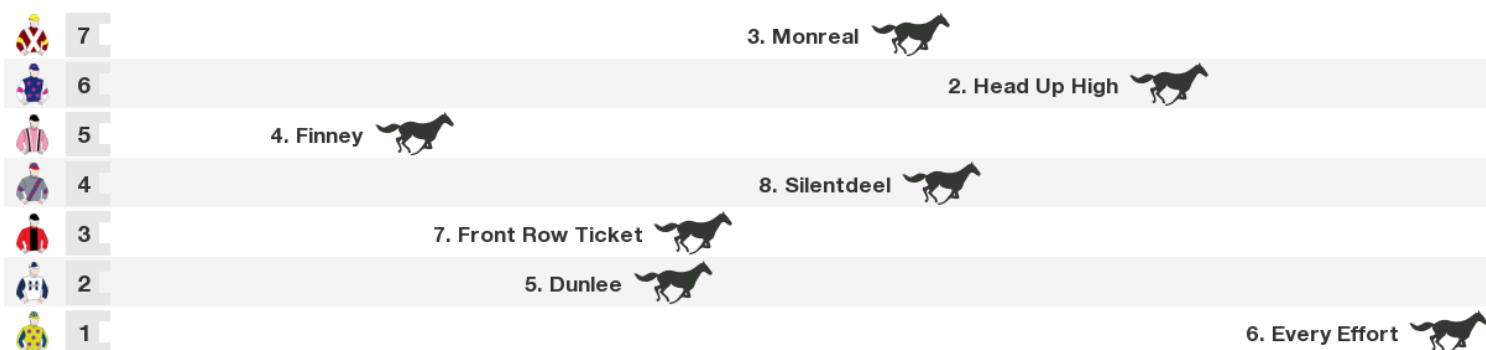 7 3. Monreal
6 2. Head Up High
5 4. Finney
4 8. Silentdeel
3 7. Front Row Ticket
2 5. Dunlee
1 6. Every Effort